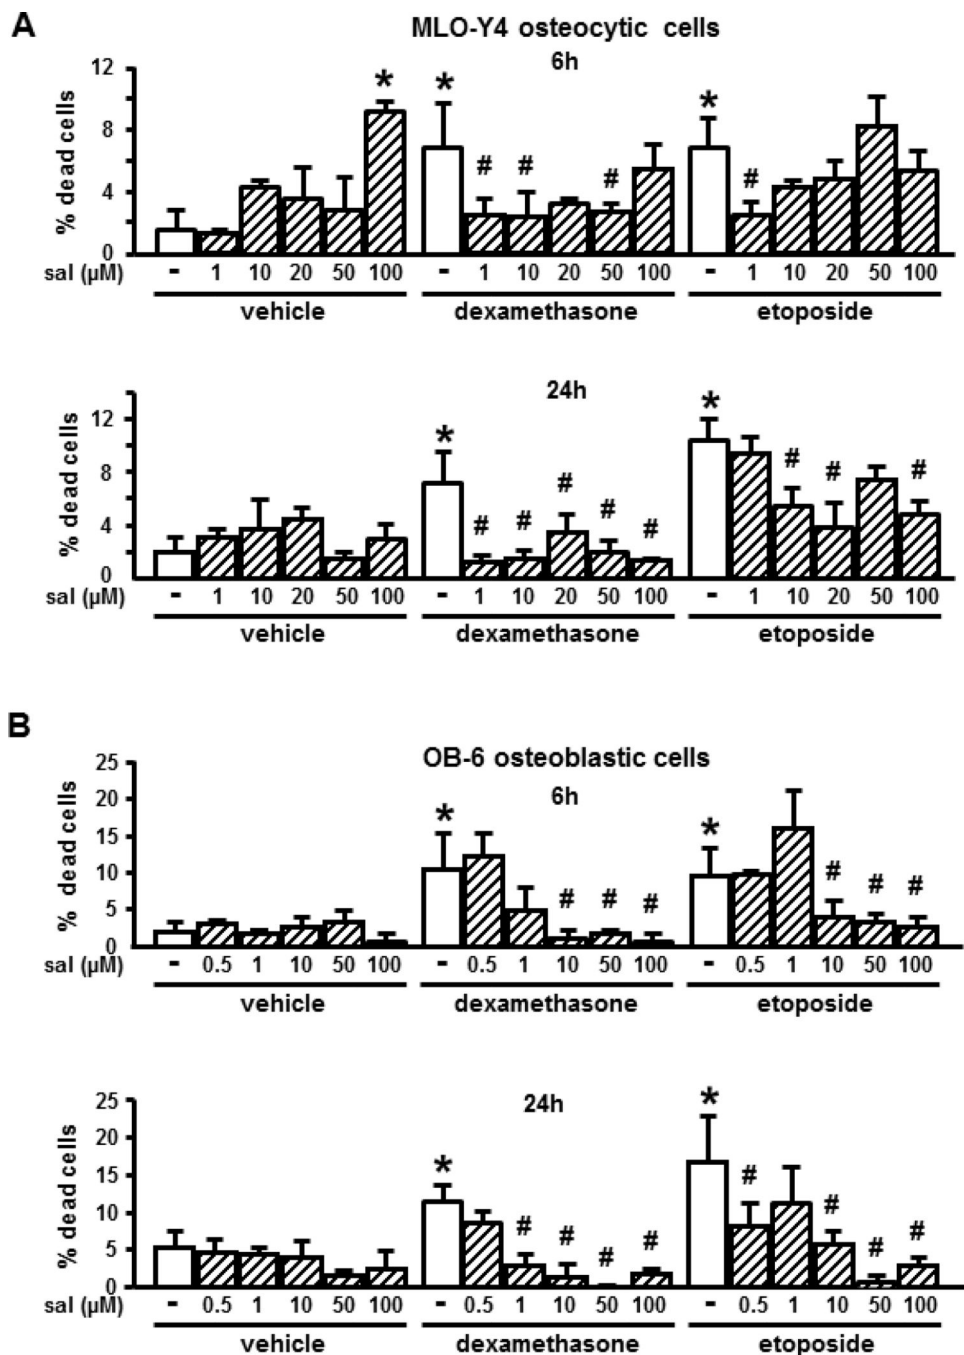 A
MLO-Y4 osteocytic cells
6h
% dead cells
12
8
4
0
* * *
# # # #
sal (µM) - 1 10 20 50 100 - 1 10 20 50 100 - 1 10 20 50 100
vehicle dexamethasone etoposide
24h
% dead cells
12
8
4
0
* *
# # # # # # # #
sal (µM) - 1 10 20 50 100 - 1 10 20 50 100 - 1 10 20 50 100
vehicle dexamethasone etoposide
B
OB-6 osteoblastic cells
6h
% dead cells
25
20
15
10
5
0
* *
# # # # # #
sal (µM) - 0.5 1 10 50 100 - 0.5 1 10 50 100 - 0.5 1 10 50 100
vehicle dexamethasone etoposide
24h
% dead cells
25
20
15
10
5
0
* *
# # # # # # # #
sal (µM) - 0.5 1 10 50 100 - 0.5 1 10 50 100 - 0.5 1 10 50 100
vehicle dexamethasone etoposide